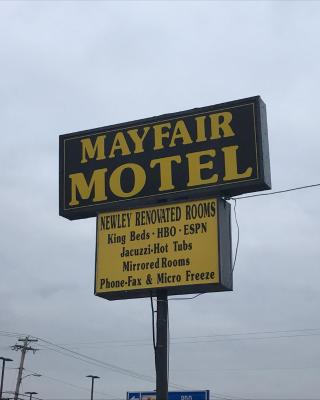 MAYFAIR
MOTEL
NEWLEY RENOVATED ROOMS
King Beds - HBO - ESPN
Jacuzzi-Hot Tubs
Mirrored Rooms
Phone-Fax & Micro Freeze